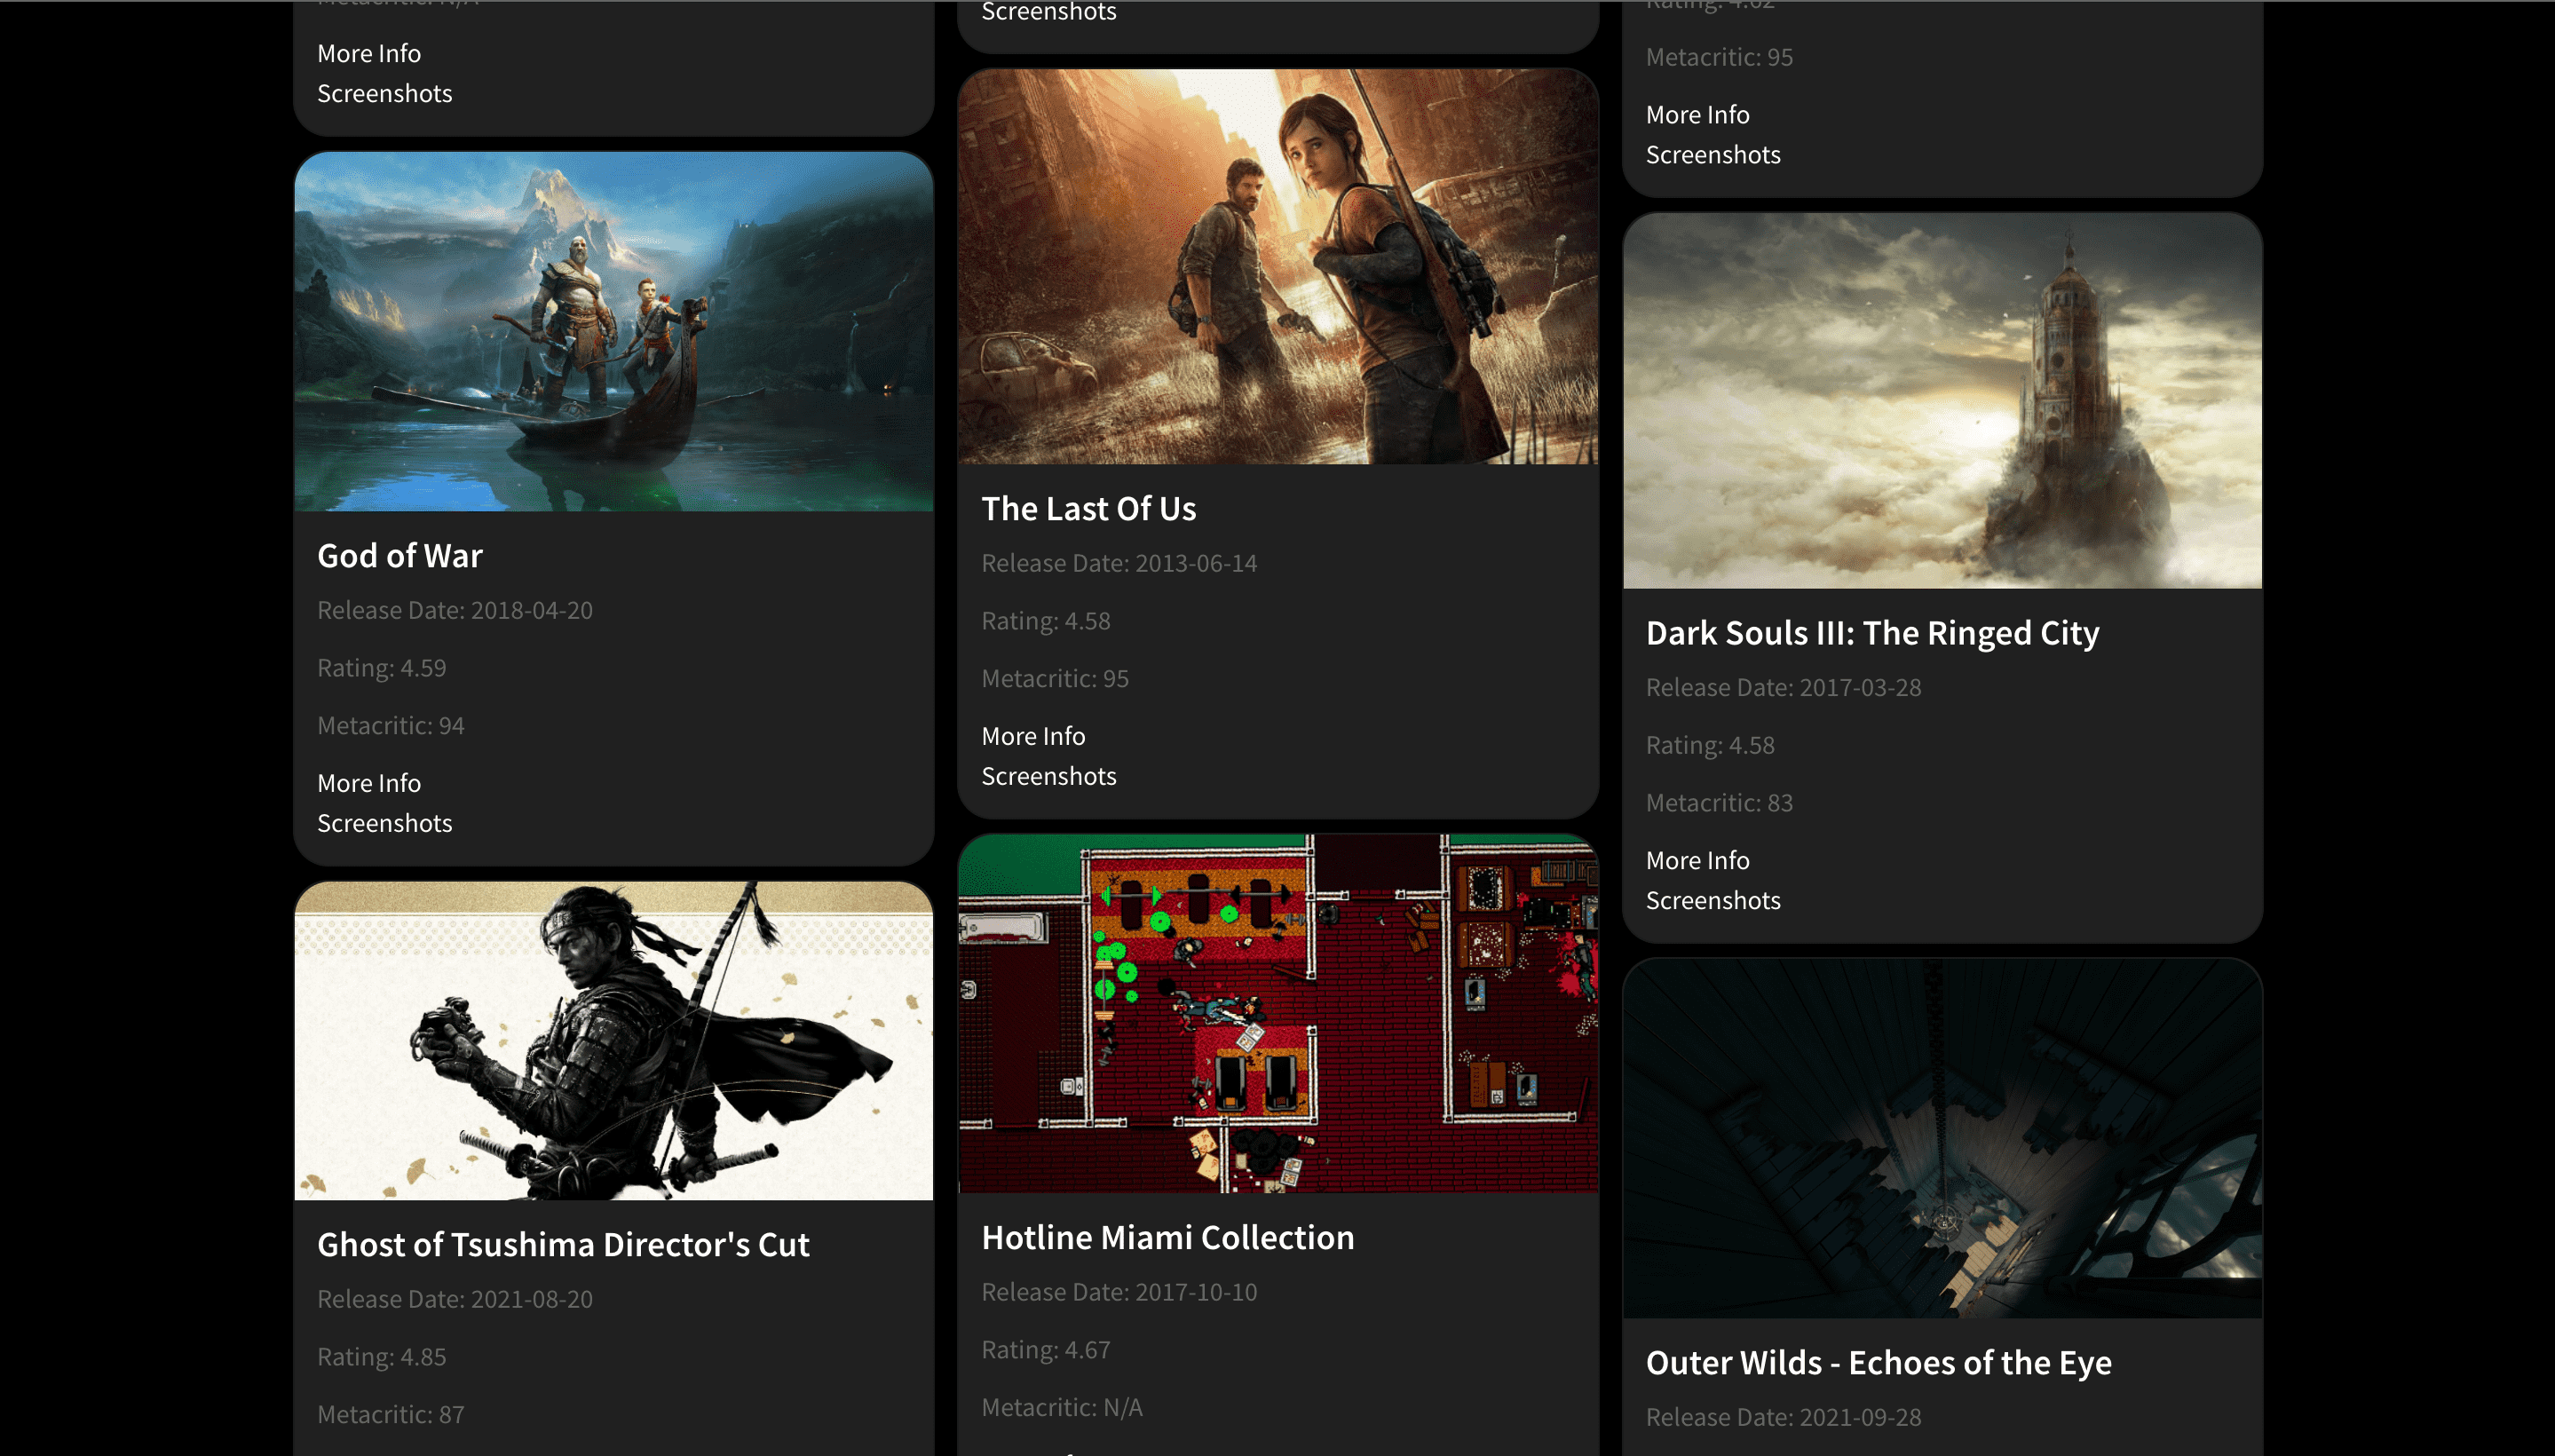 Metacritic: N/A
More Info
Screenshots
God of War
Release Date: 2018-04-20
Rating: 4.59
Metacritic: 94
More Info
Screenshots
Ghost of Tsushima Director's Cut
Release Date: 2021-08-20
Rating: 4.85
Metacritic: 87
Screenshots
The Last Of Us
Release Date: 2013-06-14
Rating: 4.58
Metacritic: 95
More Info
Screenshots
Hotline Miami Collection
Release Date: 2017-10-10
Rating: 4.67
Metacritic: N/A
Rating: 4.62
Metacritic: 95
More Info
Screenshots
Dark Souls III: The Ringed City
Release Date: 2017-03-28
Rating: 4.58
Metacritic: 83
More Info
Screenshots
Outer Wilds - Echoes of the Eye
Release Date: 2021-09-28